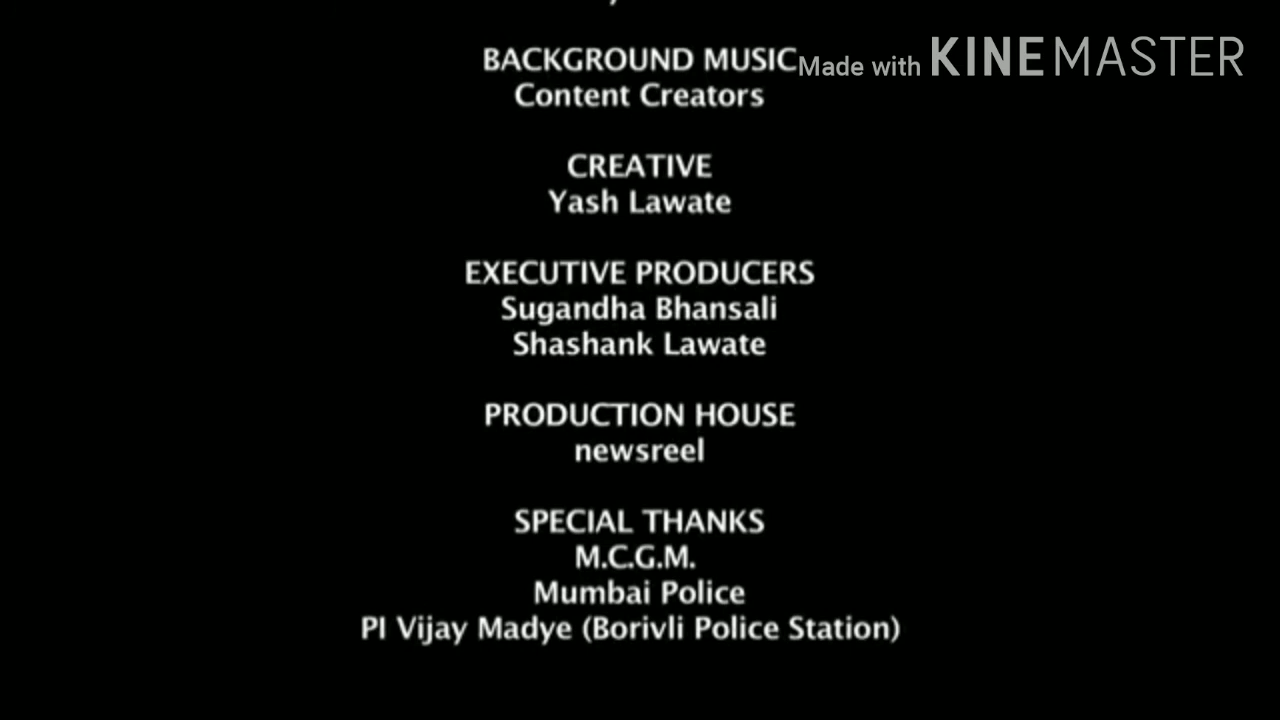 BACKGROUND MUSIC
Made with KINEMASTER
Content Creators
CREATIVE
Yash Lawate
EXECUTIVE PRODUCERS
Sugandha Bhansali
Shashank Lawate
PRODUCTION HOUSE
newsreel
SPECIAL THANKS
M.C.G.M.
Mumbai Police
PI Vijay Madye (Borivli Police Station)